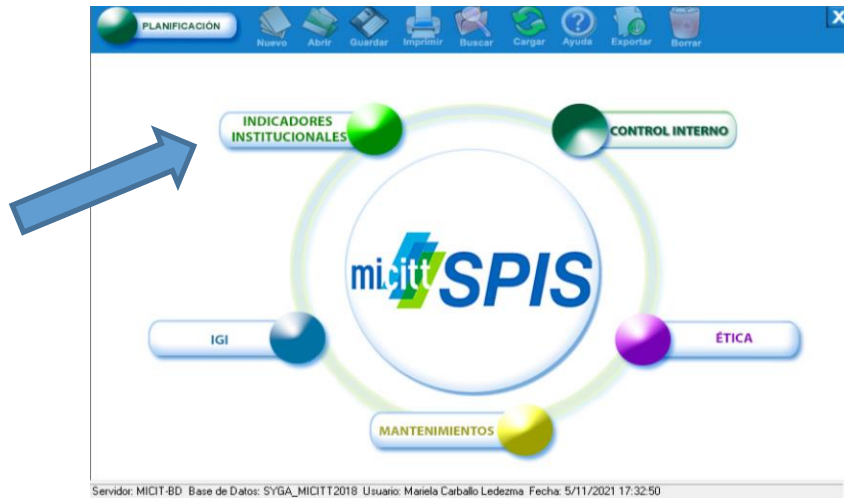 PLANIFICACIÓN
Nuevo Abrir Guardar Imprimir Buscar Cargar Ayuda Exportar Borrar
X
INDICADORES
INSTITUCIONALES
CONTROL INTERNO
micitt SPIS
IGI
ÉTICA
MANTENIMIENTOS
Servidor: MICIT-BD Base de Datos: SYGA_MICITT2018 Usuario: Mariela Carballo Ledezma Fecha: 5/11/2021 17:32:50